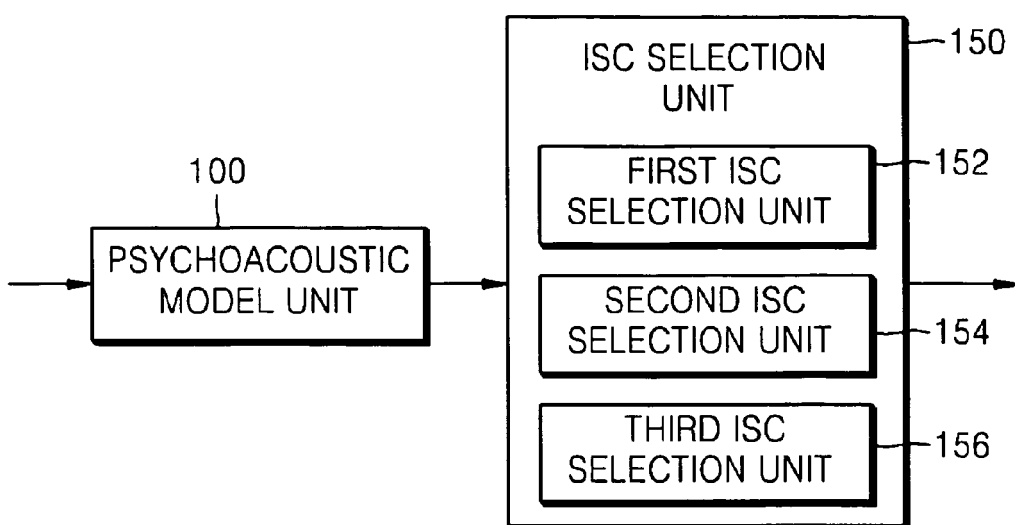 100
PSYCHOACOUSTIC
MODEL UNIT
150
ISC SELECTION
UNIT
152
FIRST ISC
SELECTION UNIT
154
SECOND ISC
SELECTION UNIT
156
THIRD ISC
SELECTION UNIT